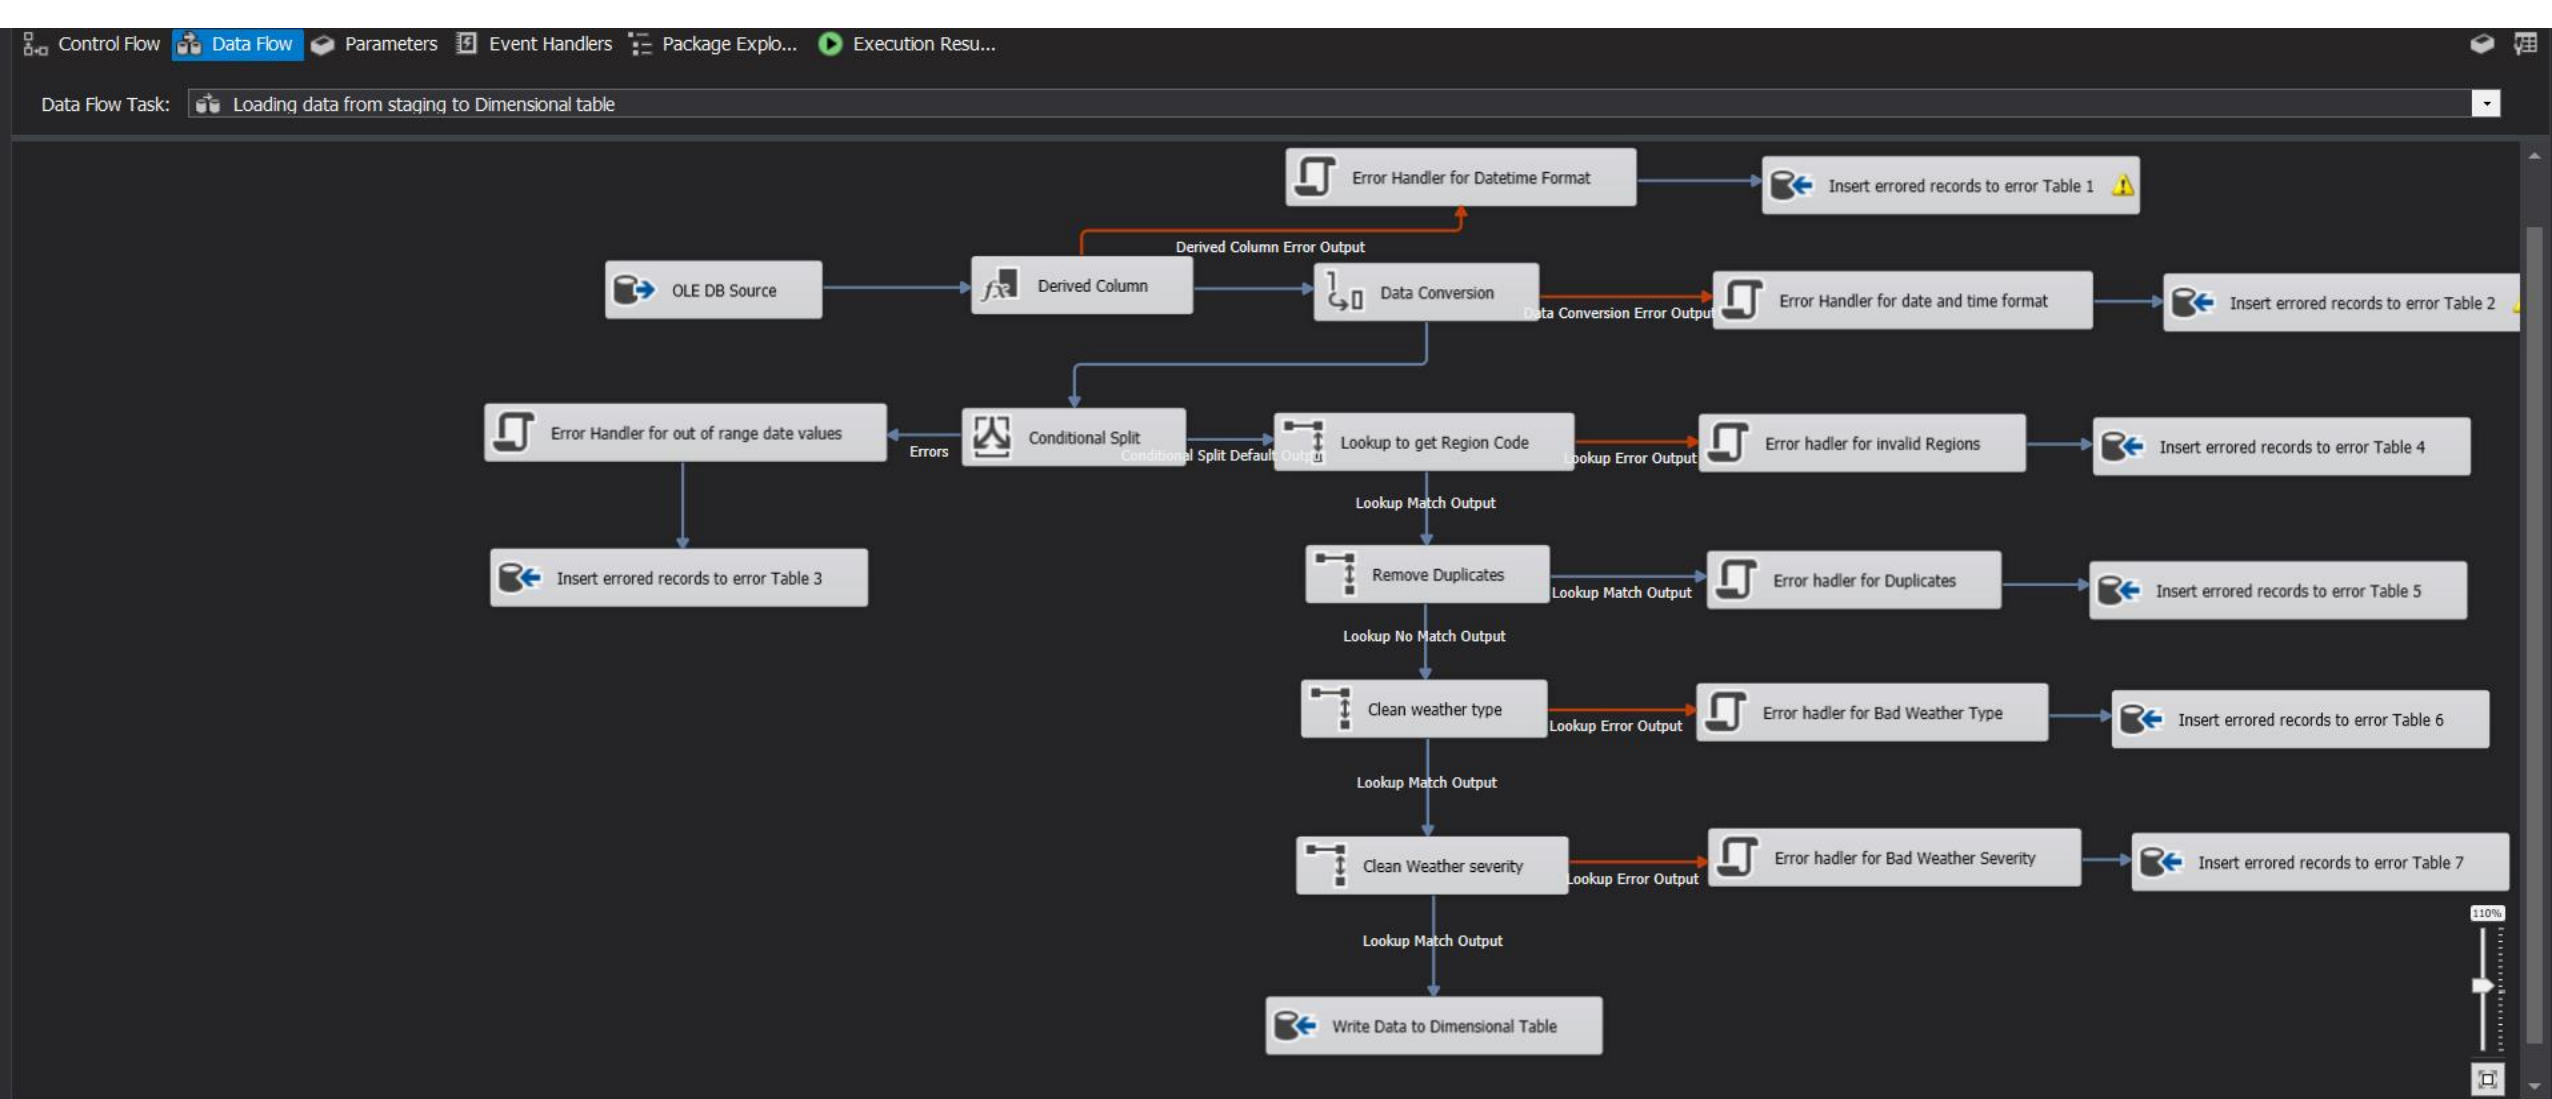 Control Flow
Data Flow
Parameters
Event Handlers
Package Explo...
Execution Resu...
Data Flow Task:
Loading data from staging to Dimensional table
Error Handler for Datetime Format
Insert errored records to error Table 1
Derived Column Error Output
OLE DB Source
Derived Column
Data Conversion
Data Conversion Error Output
Error Handler for date and time format
Insert errored records to error Table 2
Error Handler for out of range date values
Errors
Conditional Split
Conditional Split Default Output
Lookup to get Region Code
Lookup Error Output
Error hadler for invalid Regions
Insert errored records to error Table 4
Lookup Match Output
Insert errored records to error Table 3
Remove Duplicates
Lookup Match Output
Error hadler for Duplicates
Insert errored records to error Table 5
Lookup No Match Output
Clean weather type
Lookup Error Output
Error hadler for Bad Weather Type
Insert errored records to error Table 6
Lookup Match Output
Clean Weather severity
Lookup Error Output
Error hadler for Bad Weather Severity
Insert errored records to error Table 7
110%
Lookup Match Output
Write Data to Dimensional Table